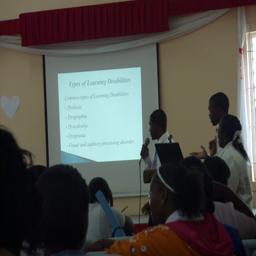 Types of Learning Disabilities
Common types of Learning Disabilities
- Dyslexia
- Dysgraphia
- Dyscalculia
- Dyspraxia
- Visual and auditory processing disorder